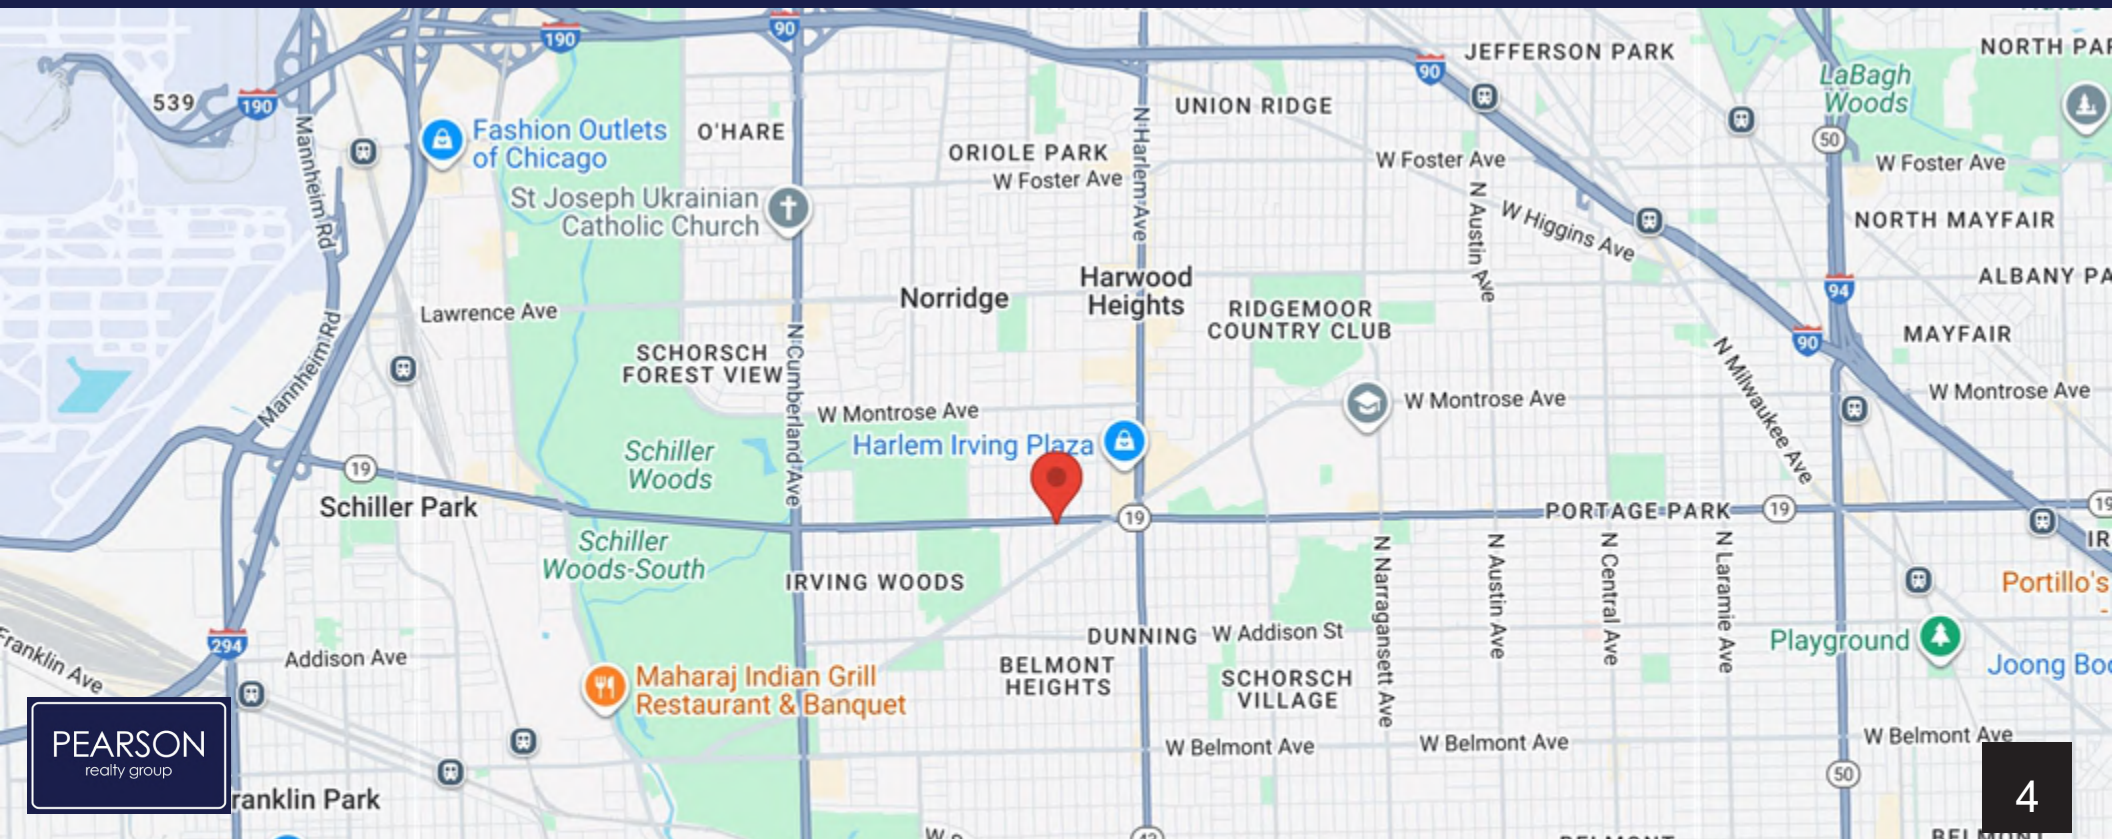 190
90
JEFFERSON PARK
90
LaBagh
Woods
539
190
Fashion Outlets
of Chicago
O'HARE
UNION RIDGE
ORIOLE PARK
W Foster Ave
N Harlem Ave
W Foster Ave
50
W Foster Ave
Mannheim Rd
St Joseph Ukrainian
Catholic Church
N Austin Ave
W Higgins Ave
NORTH MAYFAIR
Lawrence Ave
Norridge
Harwood
Heights
RIDGEMOOR
COUNTRY CLUB
94
ALBANY PA
MAYFAIR
90
Mannheim Rd
SCHORSCH
FOREST VIEW
N Cumberland Ave
W Montrose Ave
W Montrose Ave
N Milwaukee Ave
W Montrose Ave
Schiller
Woods
Harlem Irving Plaza
19
Schiller Park
19
PORTAGE PARK
19
19
Schiller
Woods-South
IRVING WOODS
N Narragansett Ave
N Austin Ave
N Central Ave
N Laramie Ave
IR
Portillo's
294
Franklin Ave
Addison Ave
DUNNING
W Addison St
Playground
Joong Boo
Maharaj Indian Grill
Restaurant & Banquet
BELMONT
HEIGHTS
SCHORSCH
VILLAGE
W Belmont Ave
W Belmont Ave
W Belmont Ave
50
PEARSON
realty group
ranklin Park
4